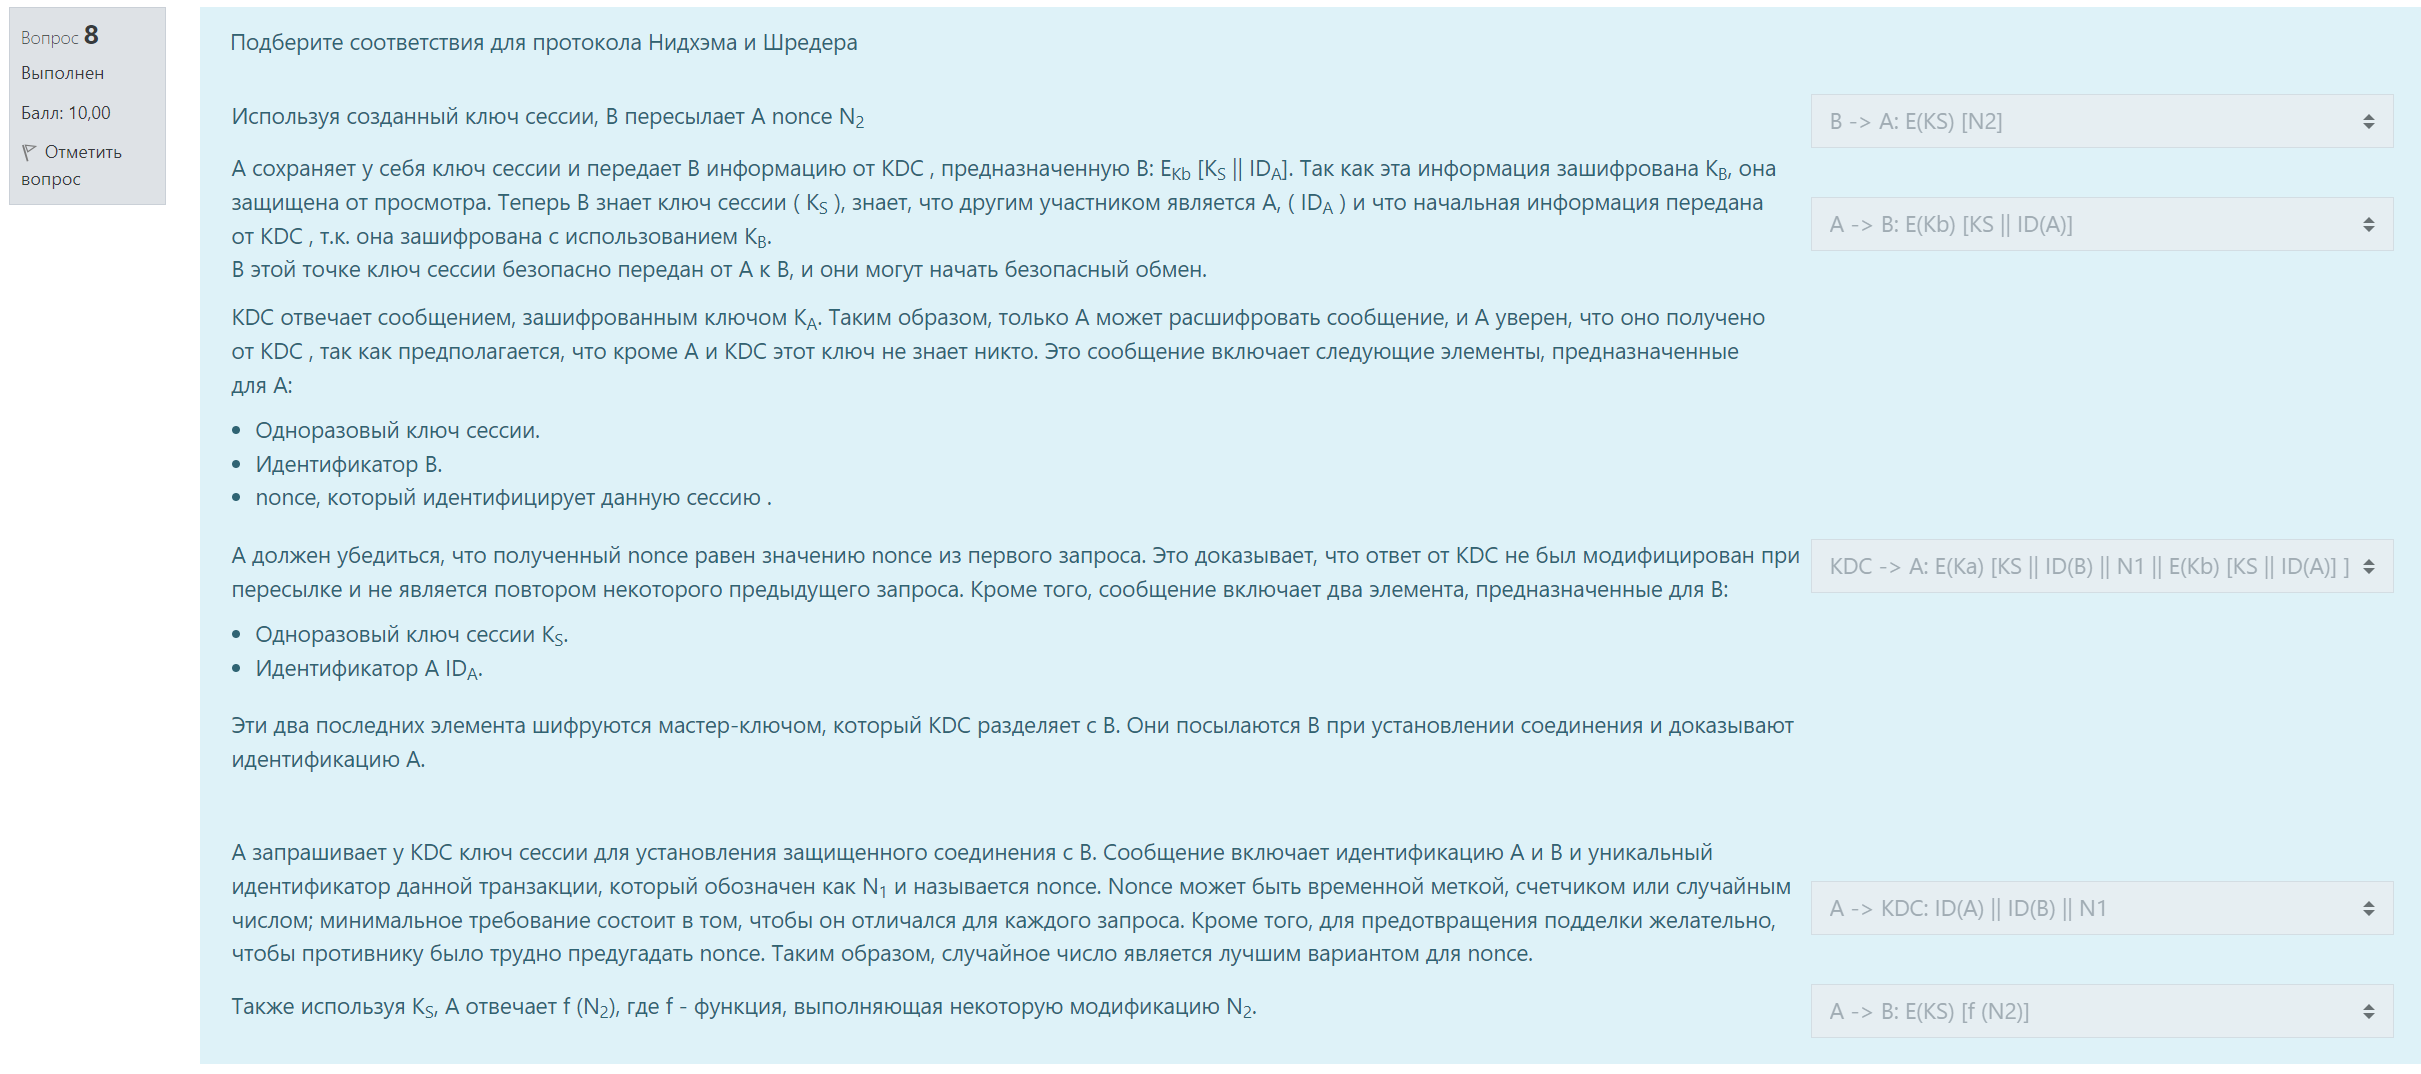 Вопрос 8
Выполнен
Балл: 10,00
Отметить
вопрос
Подберите соответствия для протокола Нидхэма и Шредера
Используя созданный ключ сессии, В пересылает А nonce N2
B -> A: E(KS) [N2]
А сохраняет у себя ключ сессии и передает В информацию от KDC , предназначенную В: EKb [KS || IDA]. Так как эта информация зашифрована KB, она
защищена от просмотра. Теперь В знает ключ сессии ( KS ), знает, что другим участником является А, ( IDA ) и что начальная информация передана
от KDC , т.к. она зашифрована с использованием KB.
В этой точке ключ сессии безопасно передан от А к В, и они могут начать безопасный обмен.
A -> B: E(Kb) [KS || ID(A)]
KDC отвечает сообщением, зашифрованным ключом KA. Таким образом, только А может расшифровать сообщение, и А уверен, что оно получено
от KDC , так как предполагается, что кроме А и KDC этот ключ не знает никто. Это сообщение включает следующие элементы, предназначенные
для А:
• Одноразовый ключ сессии.
• Идентификатор В.
• nonce, который идентифицирует данную сессию .
А должен убедиться, что полученный nonce равен значению nonce из первого запроса. Это доказывает, что ответ от KDC не был модифицирован при
пересылке и не является повтором некоторого предыдущего запроса. Кроме того, сообщение включает два элемента, предназначенные для В:
KDC -> A: E(Ka) [KS || ID(B) || N1 || E(Kb) [KS || ID(A)] ]
• Одноразовый ключ сессии KS.
• Идентификатор А IDA.
Эти два последних элемента шифруются мастер-ключом, который KDC разделяет с В. Они посылаются В при установлении соединения и доказывают
идентификацию А.
А запрашивает у KDC ключ сессии для установления защищенного соединения с В. Сообщение включает идентификацию А и В и уникальный
идентификатор данной транзакции, который обозначен как N1 и называется nonce. Nonce может быть временной меткой, счетчиком или случайным
числом; минимальное требование состоит в том, чтобы он отличался для каждого запроса. Кроме того, для предотвращения подделки желательно,
чтобы противнику было трудно предугадать nonce. Таким образом, случайное число является лучшим вариантом для nonce.
A -> KDC: ID(A) || ID(B) || N1
Также используя KS, А отвечает f (N2), где f - функция, выполняющая некоторую модификацию N2.
A -> B: E(KS) [f (N2)]